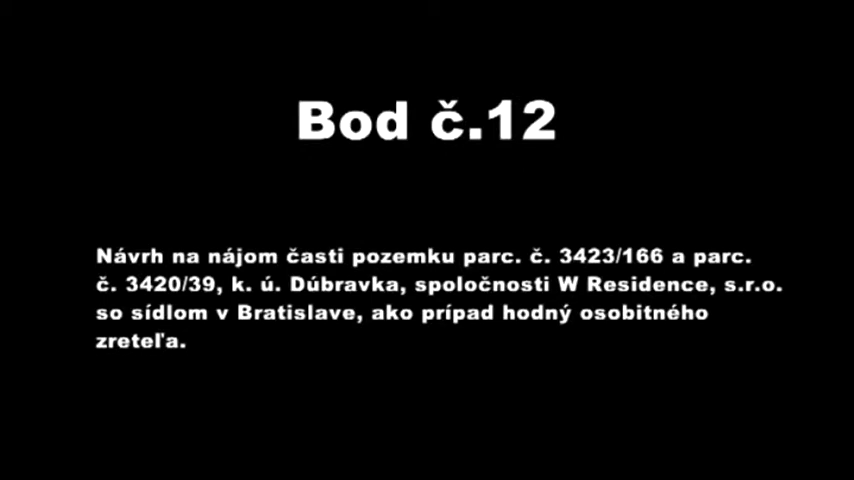 Bod č.12
Návrh na nájom časti pozemku parc. č. 3423/166 a parc.
č. 3420/39, k. ú. Dúbravka, spoločnosti W Residence, s.r.o.
so sídlom v Bratislave, ako prípad hodný osobitného
zreteľa.